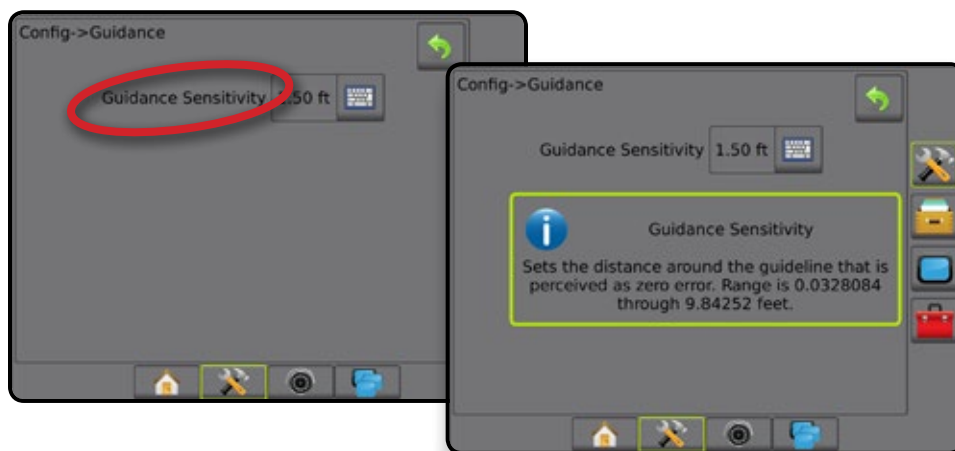 Config->Guidance
Guidance Sensitivity 1.50 ft
Config->Guidance
Guidance Sensitivity 1.50 ft
i
Guidance Sensitivity
Sets the distance around the guideline that is
perceived as zero error. Range is 0.0328084
through 9.84252 feet.